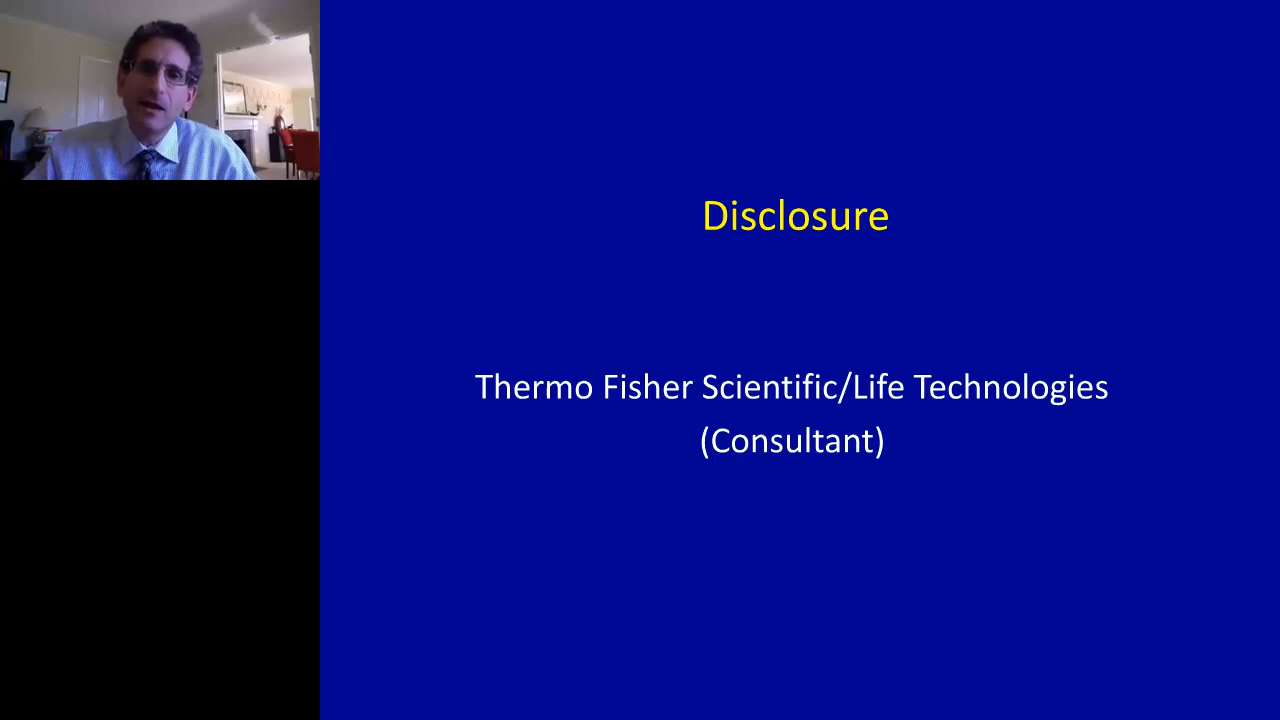 Disclosure
Thermo Fisher Scientific/Life Technologies
(Consultant)